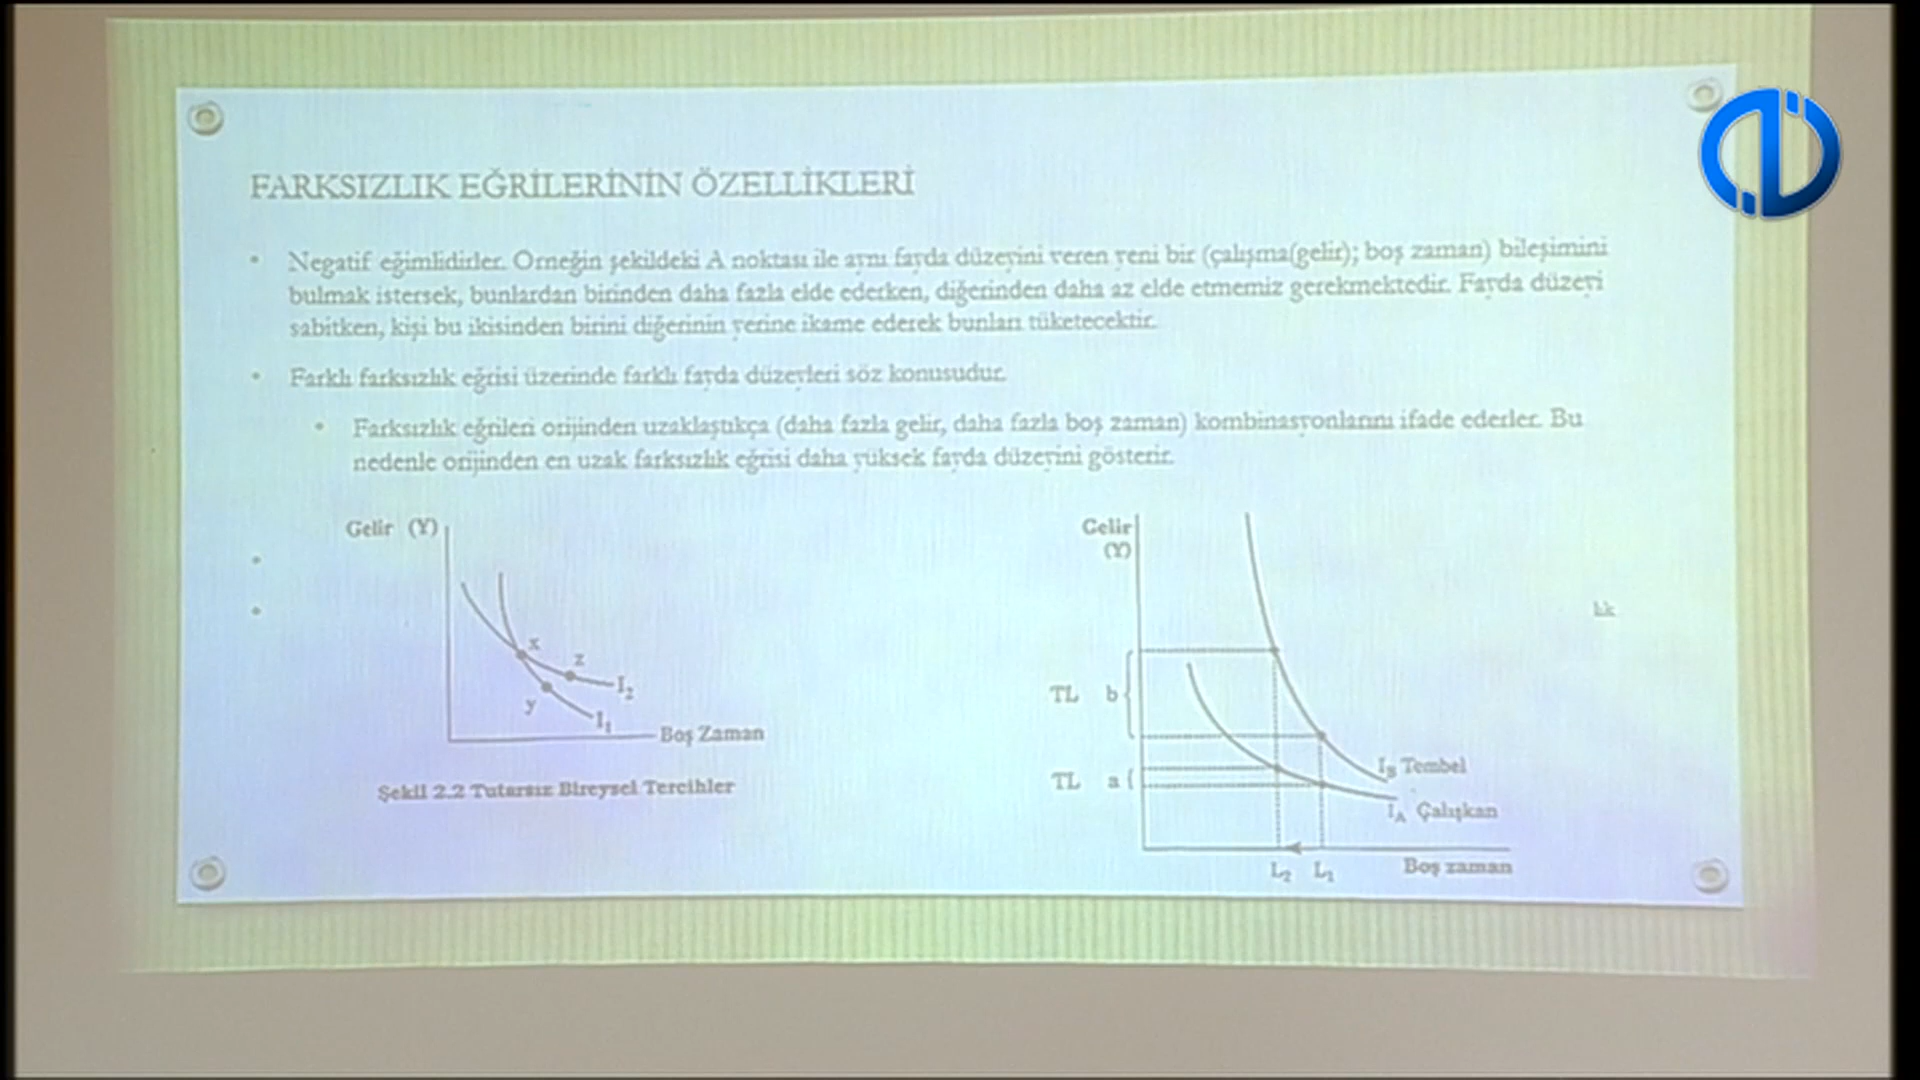 FARKSIZLIK EĞRİLERİNİN ÖZELLİKLERİ
• Negatif eğimlidirler. Örneğin şekildeki A noktası ile aynı fayda düzeyini veren yeni bir (çalışma(gelir); boş zaman) bileşimini
bulmak istersek, bunlardan birinden daha fazla elde ederken, diğerinden daha az elde etmemiz gerekmektedir. Fayda düzeyi
sabitken, kişi bu ikisinden birini diğerinin yerine ikame ederek bunları tüketecektir.
• Farklı farksızlık eğrisi üzerinde farklı fayda düzeyleri söz konusudur.
• Farksızlık eğrileri orijinden uzaklaştıkça (daha fazla gelir, daha fazla boş zaman) kombinasyonlarını ifade ederler. Bu
nedenle orijinden en uzak farksızlık eğrisi daha yüksek fayda düzeyini gösterir.
Gelir (Y)
x
z
I₂
y
I₁
Boş Zaman
Şekil 2.2 Tutarsız Bireysel Tercihler
Gelir
(Y)
TL b
TL a
I_B Tembel
I_A Çalışkan
L₂ L₁ Boş zaman